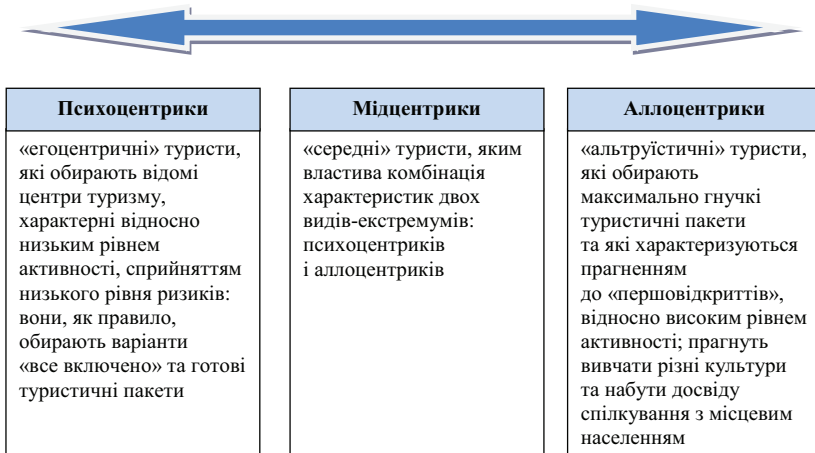 Психоцентрики
«егоцентричні» туристи,
які обирають відомі
центри туризму,
характерні відносно
низьким рівнем
активності, сприйняттям
низького рівня ризиків:
вони, як правило,
обирають варіанти
«все включено» та готові
туристичні пакети
Мідцентрики
«середні» туристи, яким
властива комбінація
характеристик двох
видів-екстремумів:
психоцентриків
і аллоцентриків
Аллоцентрики
«альтруїстичні» туристи,
які обирають
максимально гнучкі
туристичні пакети
та які характеризуються
прагненням
до «першовідкриттів»,
відносно високим рівнем
активності; прагнуть
вивчати різні культури
та набути досвіду
спілкування з місцевим
населенням